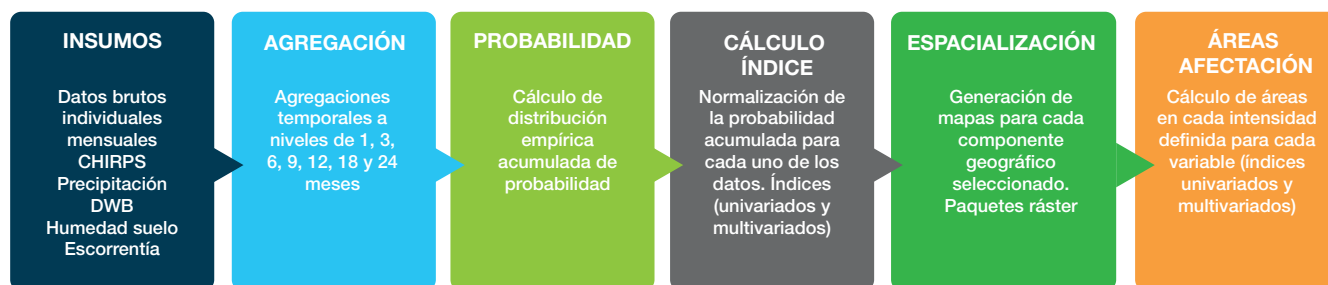 INSUMOS
Datos brutos
individuales
mensuales
CHIRPS
Precipitación
DWB
Humedad suelo
Escorrentía
AGREGACIÓN
Agregaciones
temporales a
niveles de 1, 3,
6, 9, 12, 18 y 24
meses
PROBABILIDAD
Cálculo de
distribución
empírica
acumulada de
probabilidad
CÁLCULO
ÍNDICE
Normalización de
la probabilidad
acumulada para
cada uno de los
datos. Índices
(univariados y
multivariados)
ESPACIALIZACIÓN
Generación de
mapas para cada
componente
geográfico
seleccionado.
Paquetes ráster
ÁREAS
AFECTACIÓN
Cálculo de áreas
en cada intensidad
definida para cada
variable (índices
univariados y
multivariados)